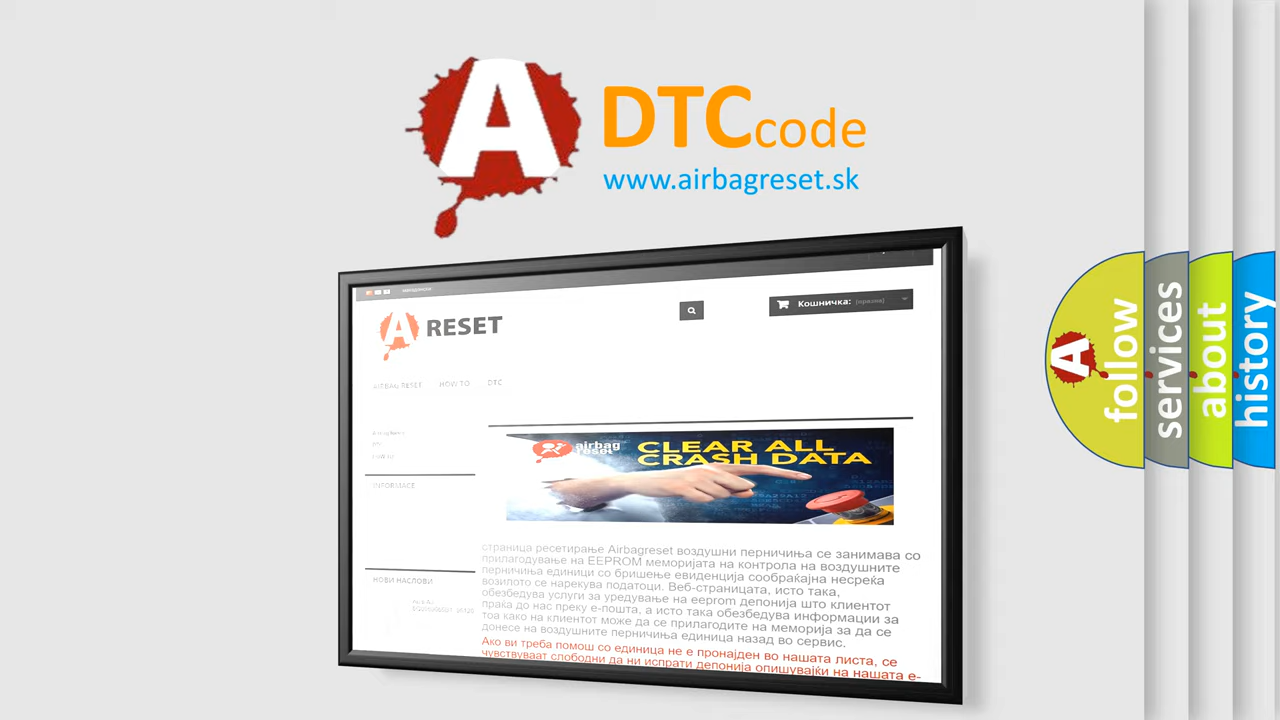 A
DTCcode
www.airbagreset.sk
Кошничка: (празна)
A RESET
AIRBAG RESET HOW TO DTC
airbag reset
CLEAR ALL
CRASH DATA
INFORMACE
страница ресетирање Airbagreset воздушни перничиња се занимава со
прилагодување на EEPROM меморијата на контрола на воздушните
перничиња единици со бришење евиденција сообраќајна несреќа
возилото се нарекува податоци. Веб-страницата, исто така,
обезбедува услуги за уредување на eeprom депонија што клиентот
праќа до нас преку е-пошта, а исто така обезбедува информации за
тоа како на клиентот може да се прилагодите на меморија за да се
донесе на воздушните перничиња единица назад во сервис.
НОВИ НАСЛОВИ
Ако ви треба помош со единица не е пронајден во нашата листа, се
чувствуваат слободни да ни испрати депонија опишувајќи на нашата е-
A
follow
services
about
history